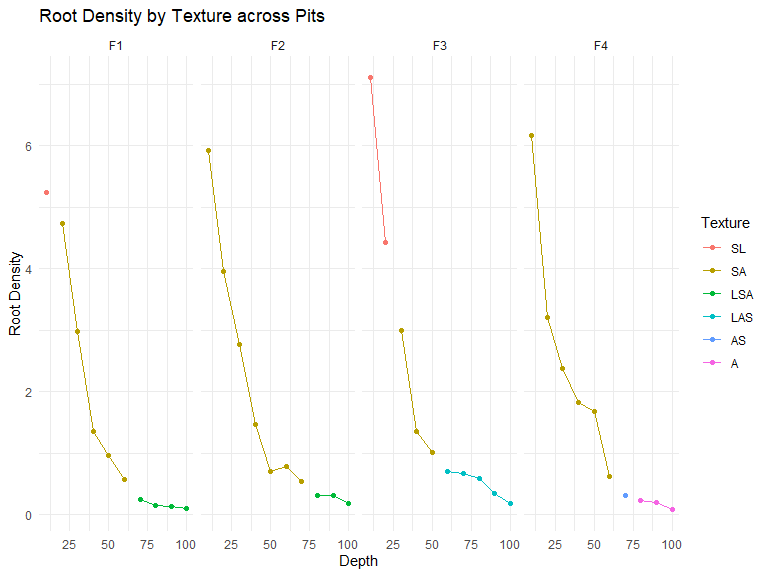 Root Density by Texture across Pits
F1 F2 F3 F4
Root Density
6
4
2
0
25 50 75 100 25 50 75 100 25 50 75 100 25 50 75 100
Depth
Texture
SL
SA
LSA
LAS
AS
A